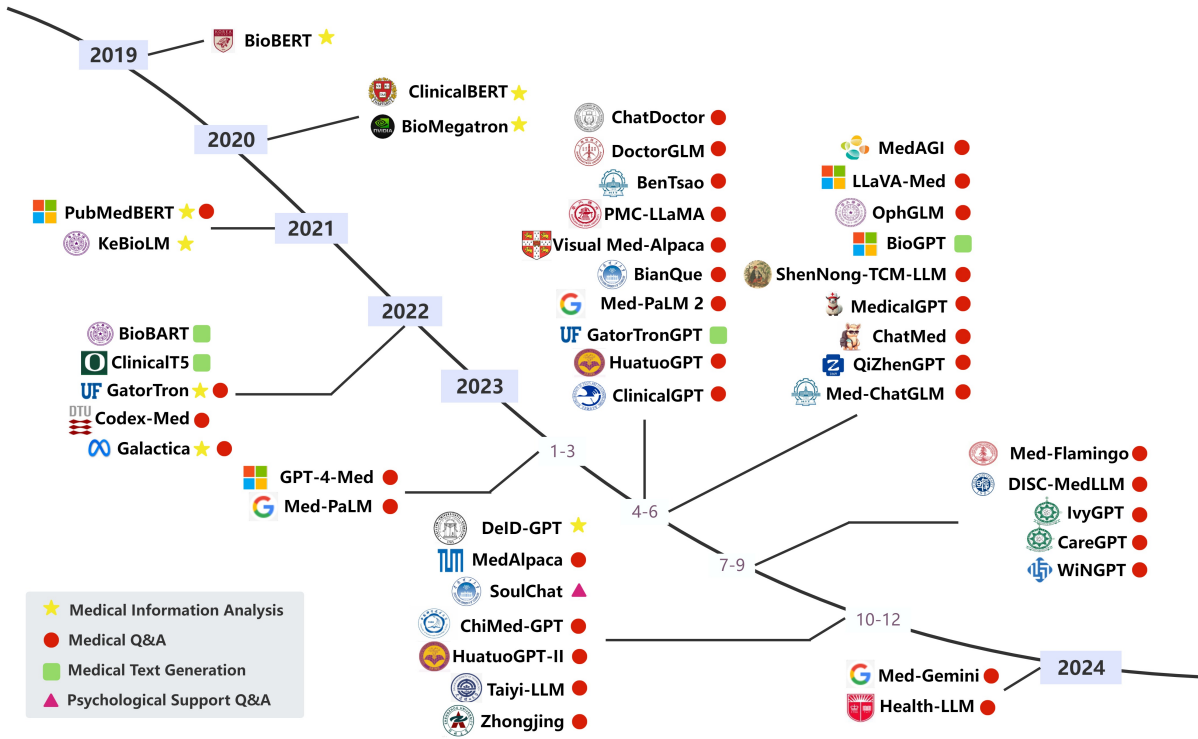 2019
BioBERT
2020
ClinicalBERT
BioMegatron
2021
PubMedBERT
KeBioLM
2022
BioBART
ClinicalT5
UF GatorTron
DTU
Codex-Med
Galactica
2023
1-3
GPT-4-Med
Med-PaLM
4-6
ChatDoctor
DoctorGLM
BenTsao
PMC-LLaMA
Visual Med-Alpaca
BianQue
Med-PaLM 2
UF GatorTronGPT
HuatuoGPT
ClinicalGPT
MedAGI
LLaVA-Med
OphGLM
BioGPT
ShenNong-TCM-LLM
MedicalGPT
ChatMed
QiZhenGPT
Med-ChatGLM
7-9
Med-Flamingo
DISC-MedLLM
IvyGPT
CareGPT
WiNGPT
10-12
DeID-GPT
MedAlpaca
SoulChat
ChiMed-GPT
HuatuoGPT-II
Taiyi-LLM
Zhongjing
2024
Med-Gemini
Health-LLM
Medical Information Analysis
Medical Q&A
Medical Text Generation
Psychological Support Q&A